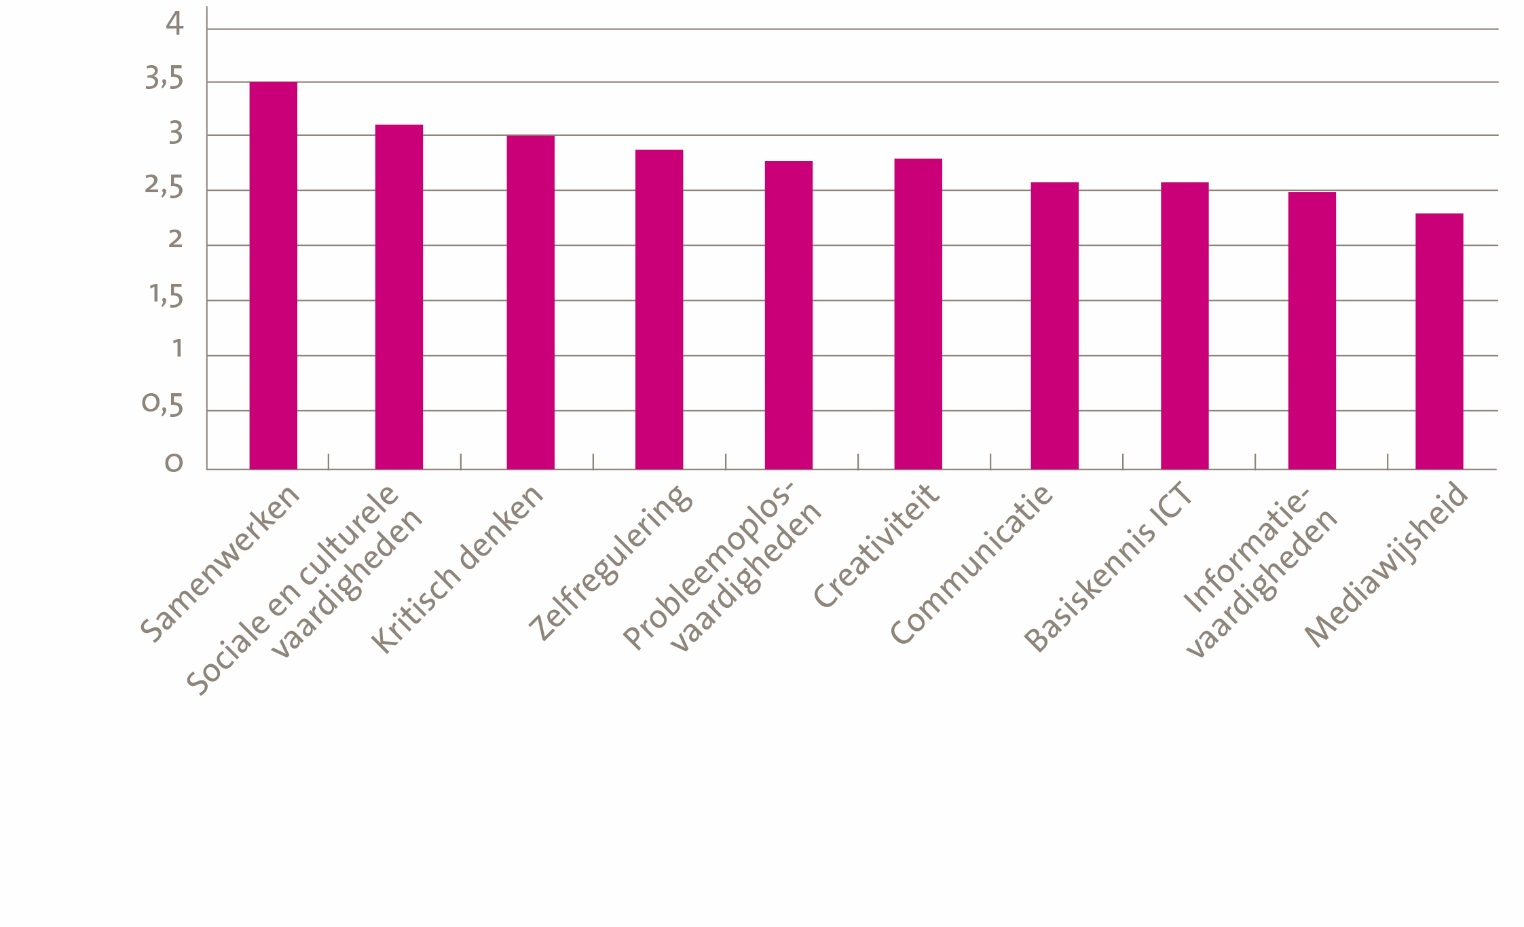 4
3,5
3
2,5
2
1,5
1
0,5
0
Samenwerken
Sociale en culturele
vaardigheden
Kritisch denken
Zelfregulering
Probleemoplos-
vaardigheden
Creativiteit
Communicatie
Basiskennis ICT
Informatie-
vaardigheden
Mediawijsheid